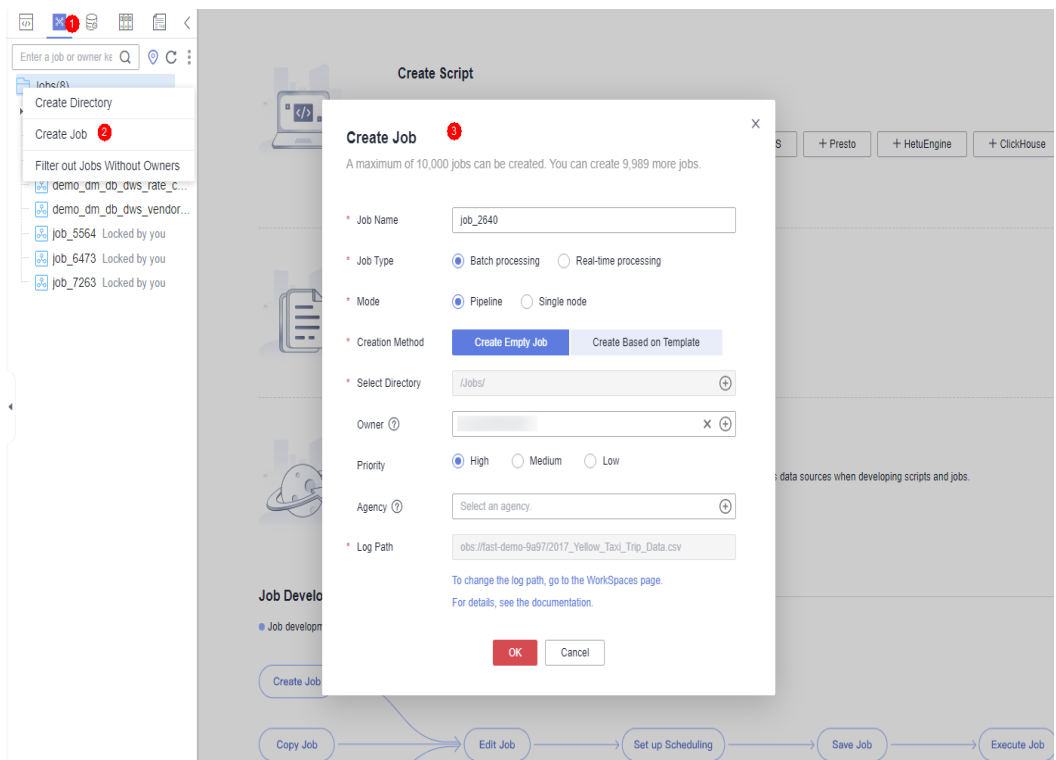 1
Enter a job or owner ke
Jobs(8)
Create Directory
Create Job 2
Filter out Jobs Without Owners
demo_dm_db_dws_rate_c...
demo_dm_db_dws_vendor...
job_5564 Locked by you
job_6473 Locked by you
job_7263 Locked by you
Create Script
S + Presto + HetuEngine + ClickHouse
Create Job 3
X
A maximum of 10,000 jobs can be created. You can create 9,989 more jobs.
* Job Name job_2640
* Job Type Batch processing Real-time processing
* Mode Pipeline Single node
* Creation Method Create Empty Job Create Based on Template
* Select Directory /Jobs/
Owner ?
Priority High Medium Low
Agency ? Select an agency.
* Log Path obs://fast-demo-9a97/2017_Yellow_Taxi_Trip_Data.csv
To change the log path, go to the WorkSpaces page.
For details, see the documentation.
OK Cancel
s data sources when developing scripts and jobs.
Job Develo
Job developm
Create Job
Copy Job Edit Job Set up Scheduling Save Job Execute Job